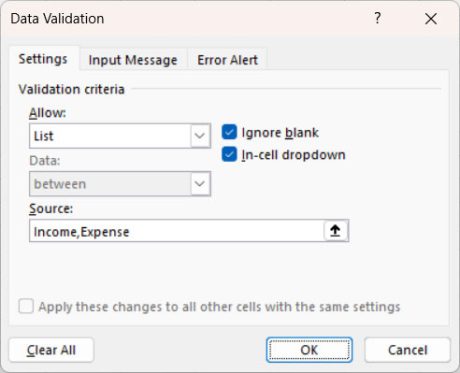 Data Validation ?
Settings Input Message Error Alert
Validation criteria
Allow:
List
Ignore blank
Data:
In-cell dropdown
between
Source:
Income,Expense
Apply these changes to all other cells with the same settings
Clear All OK Cancel